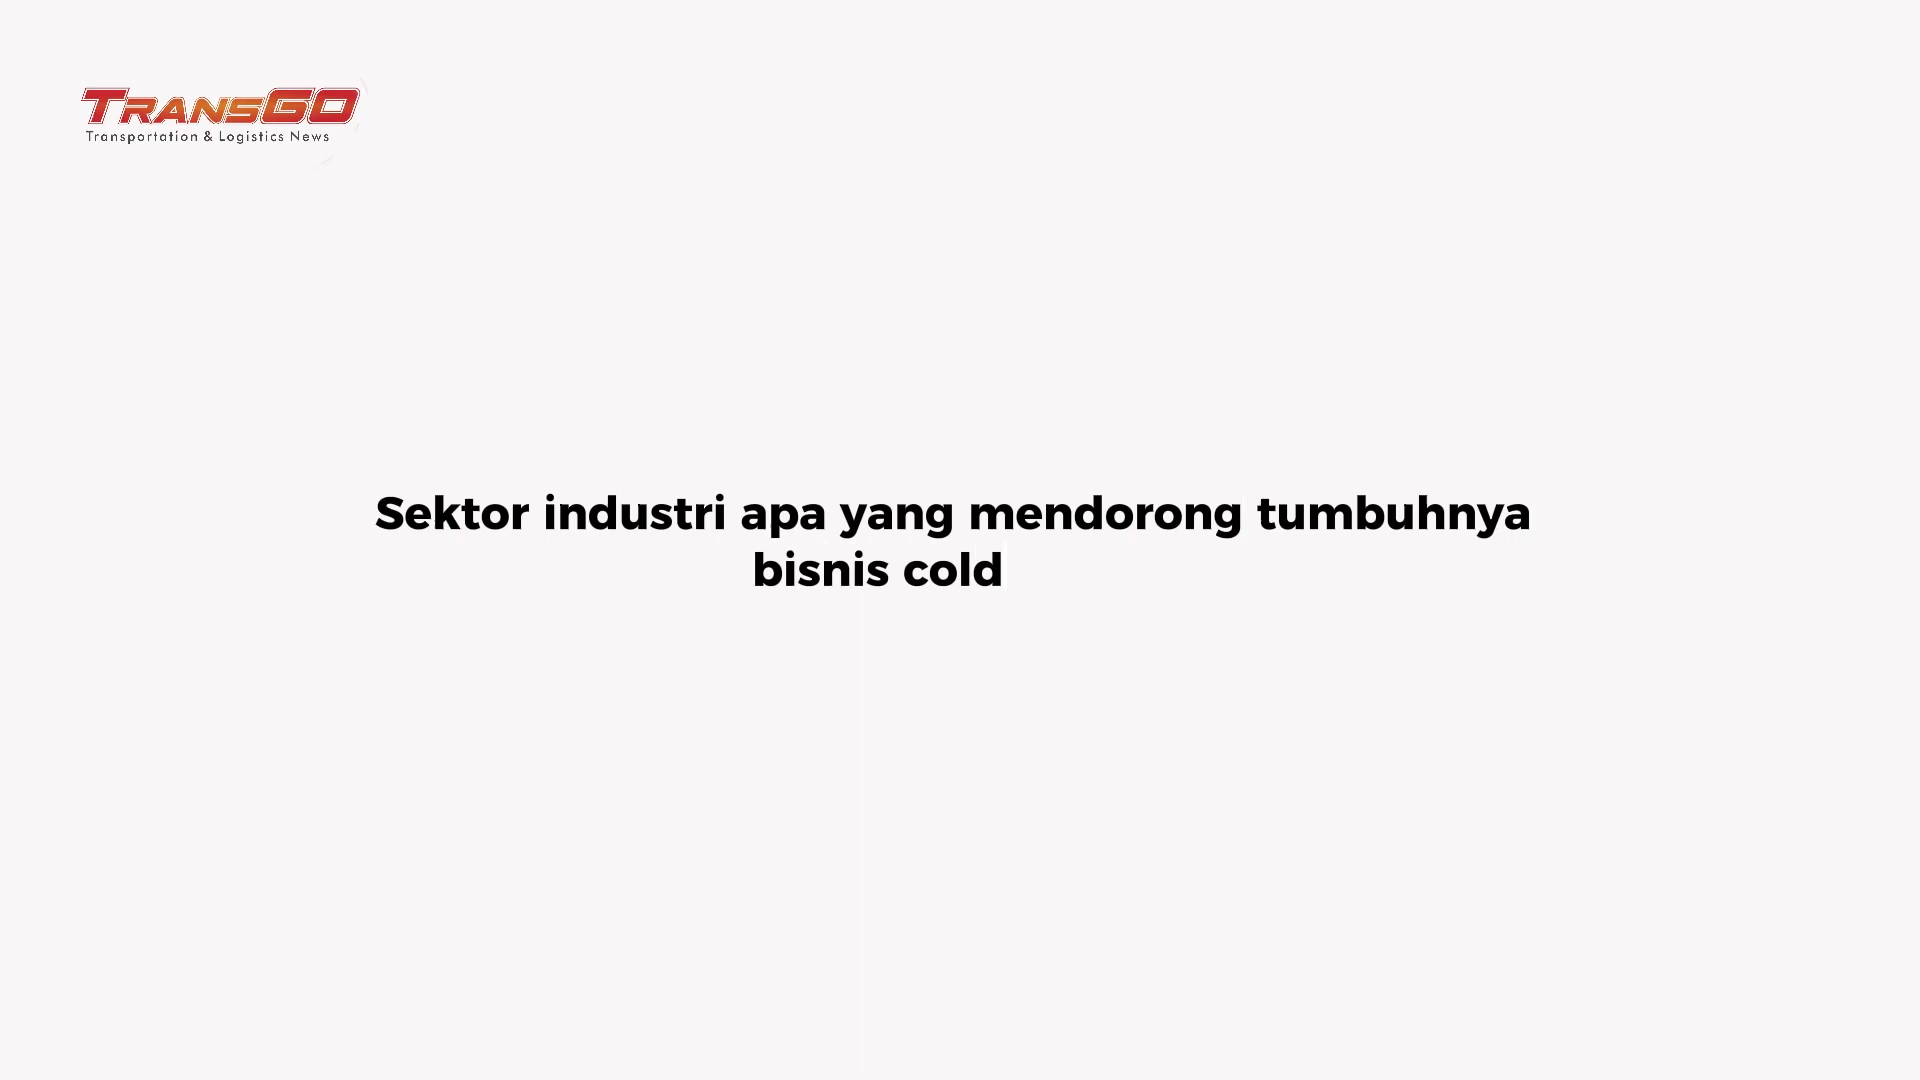 TRANSGO
Transportation & Logistics News
Sektor industri apa yang mendorong tumbuhnya
bisnis cold